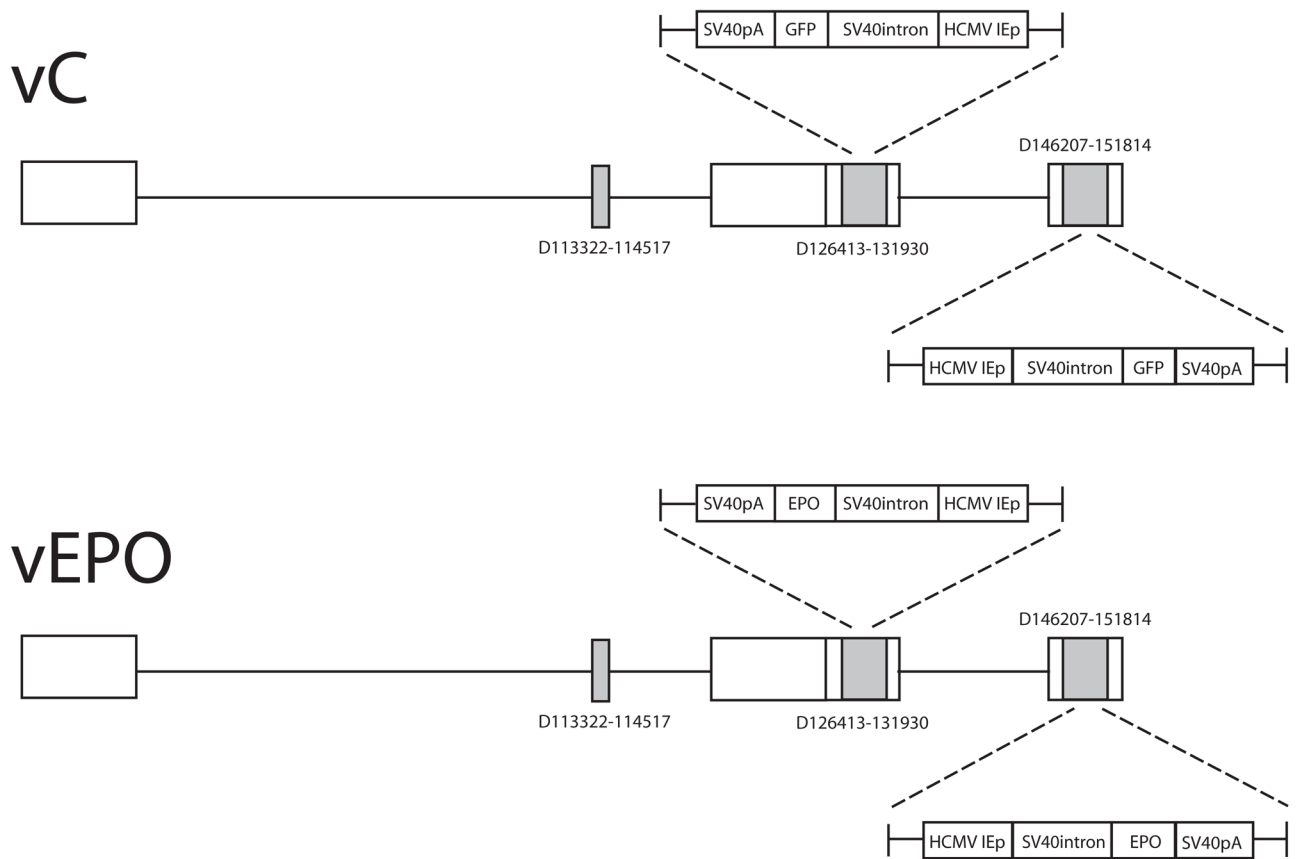 vC
SV40pA GFP SV40intron HCMV IEp
D146207-151814
D113322-114517
D126413-131930
HCMV IEp SV40intron GFP SV40pA
vEPO
SV40pA EPO SV40intron HCMV IEp
D146207-151814
D113322-114517
D126413-131930
HCMV IEp SV40intron EPO SV40pA